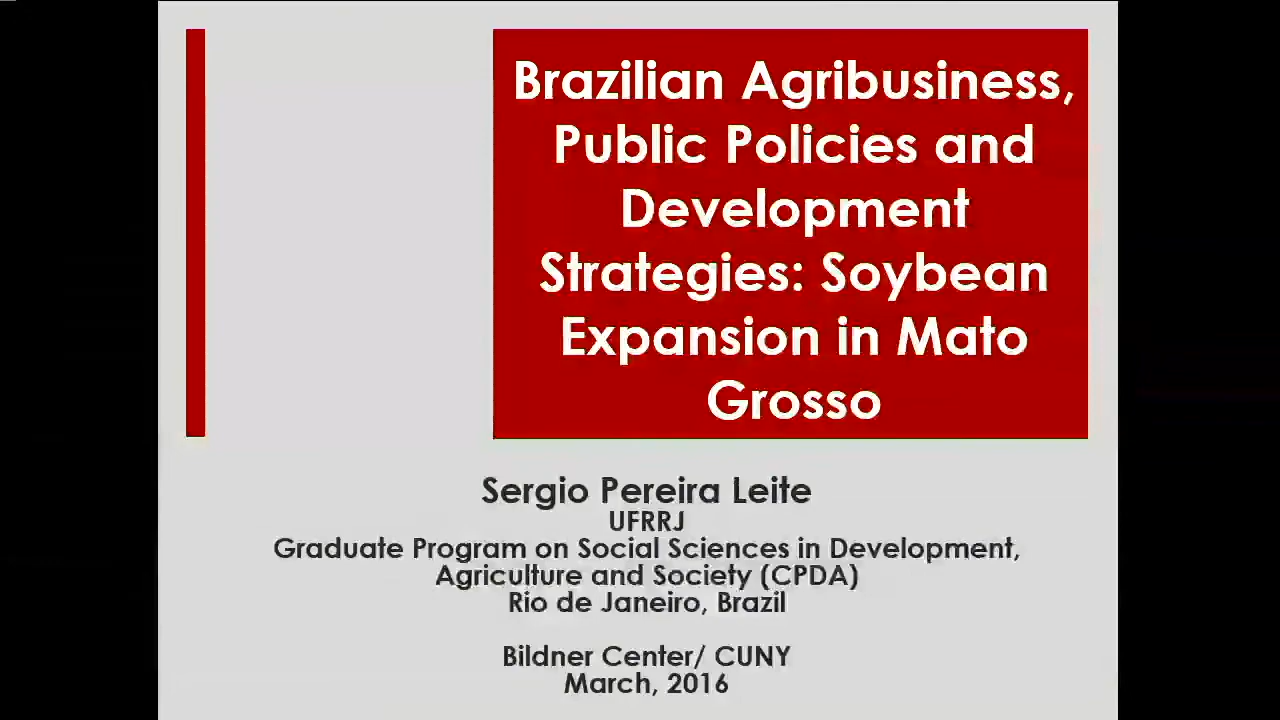 Brazilian Agribusiness,
Public Policies and
Development
Strategies: Soybean
Expansion in Mato
Grosso
Sergio Pereira Leite
UFRRJ
Graduate Program on Social Sciences in Development,
Agriculture and Society (CPDA)
Rio de Janeiro, Brazil
Bildner Center/ CUNY
March, 2016